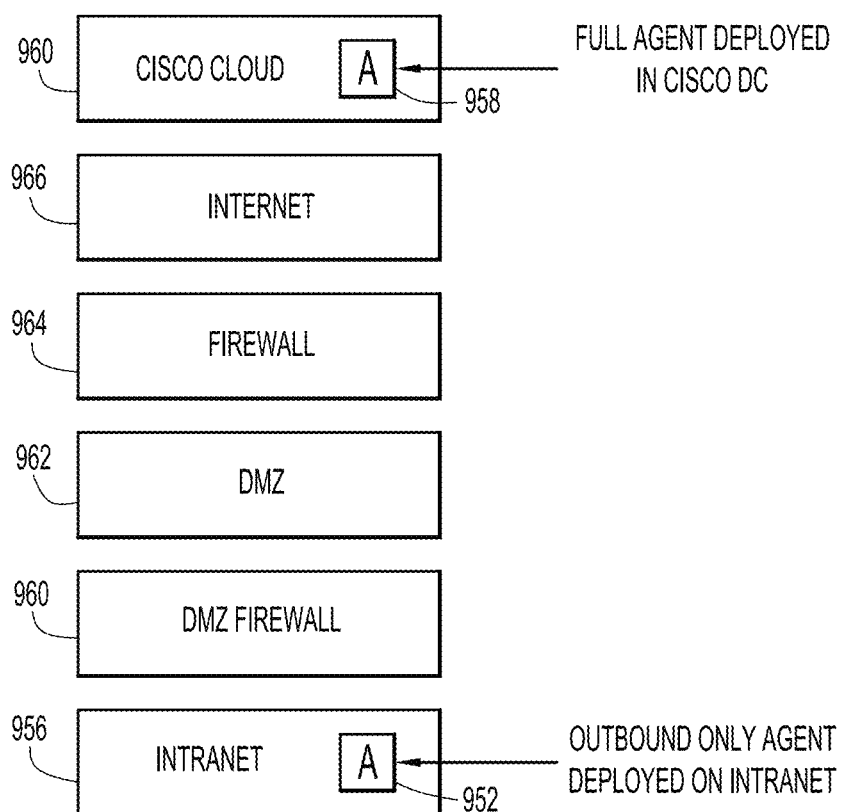 960
CISCO CLOUD
A
958
FULL AGENT DEPLOYED
IN CISCO DC
966
INTERNET
964
FIREWALL
962
DMZ
960
DMZ FIREWALL
956
INTRANET
A
952
OUTBOUND ONLY AGENT
DEPLOYED ON INTRANET